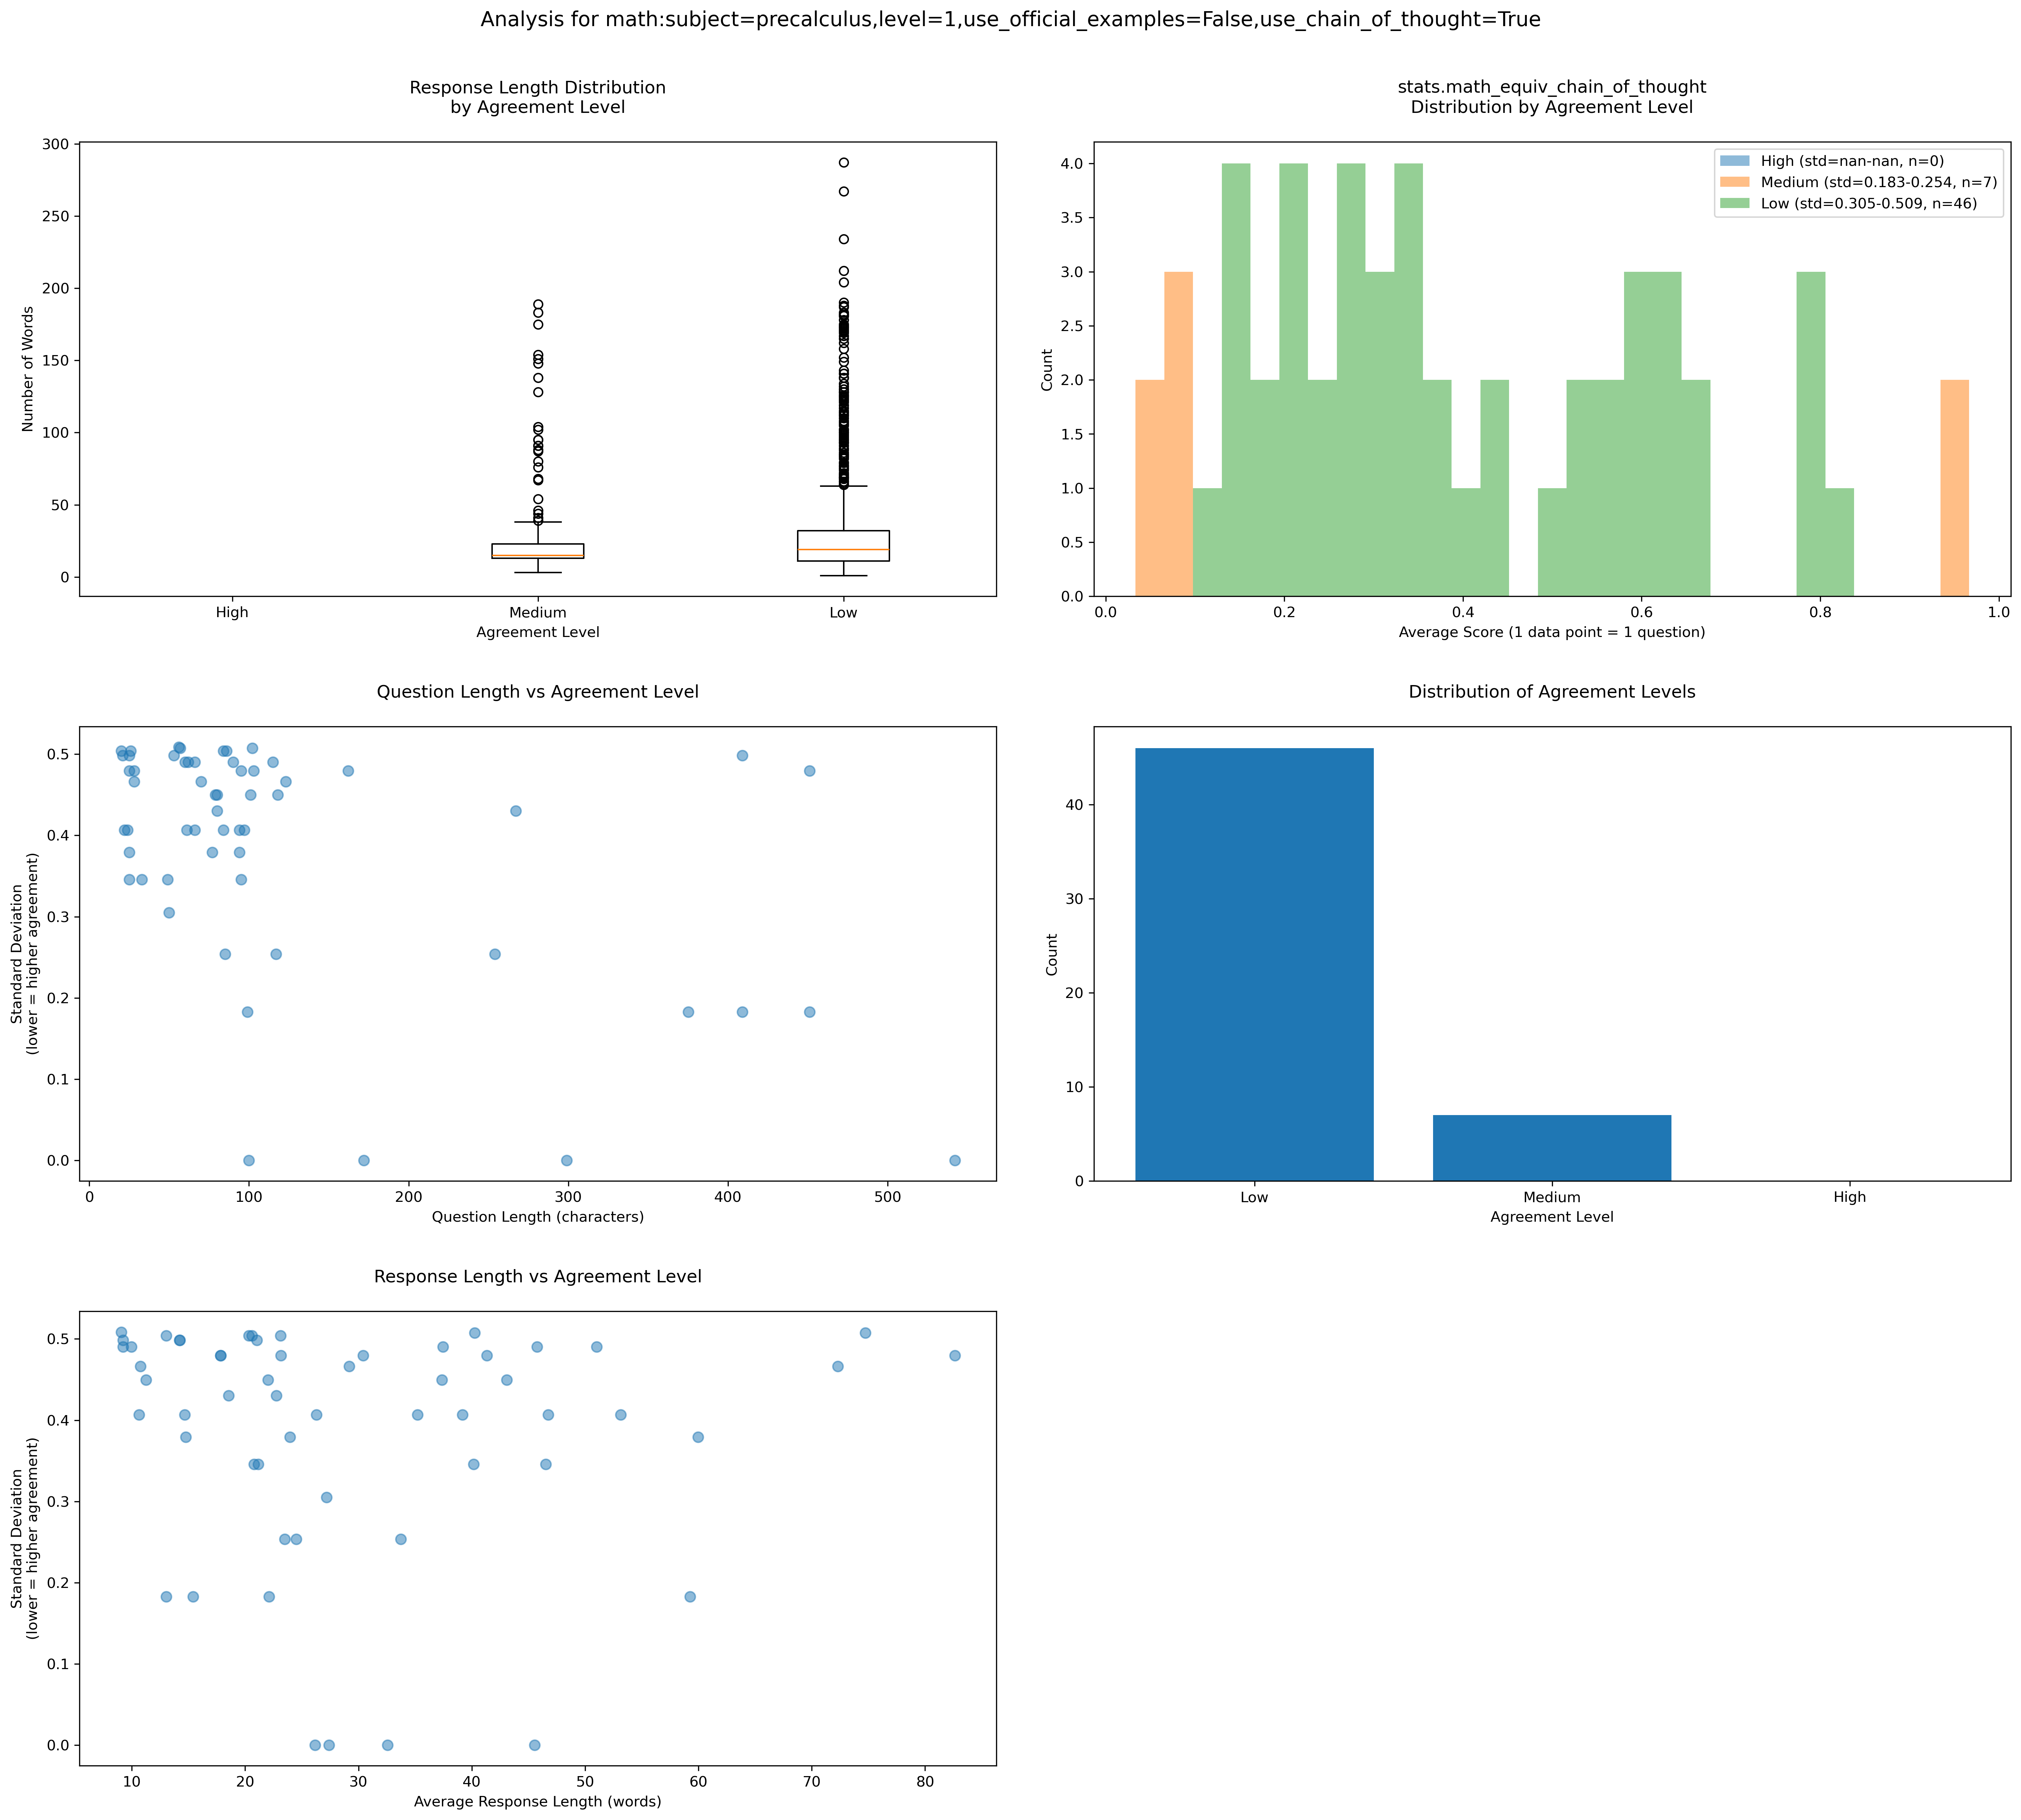 Analysis for math:subject=precalculus,level=1,use_official_examples=False,use_chain_of_thought=True
Response Length Distribution
by Agreement Level
300
250
200
150
100
50
0
Number of Words
High
Medium
Low
Agreement Level
stats.math_equiv_chain_of_thought
Distribution by Agreement Level
4.0
3.5
3.0
2.5
2.0
1.5
1.0
0.5
0.0
Count
High (std=nan-nan, n=0)
Medium (std=0.183-0.254, n=7)
Low (std=0.305-0.509, n=46)
0.0
0.2
0.4
0.6
0.8
1.0
Average Score (1 data point = 1 question)
Question Length vs Agreement Level
0.5
0.4
0.3
0.2
0.1
0.0
Standard Deviation
(lower = higher agreement)
0
100
200
300
400
500
Question Length (characters)
Distribution of Agreement Levels
40
30
20
10
0
Count
Low
Medium
High
Agreement Level
Response Length vs Agreement Level
0.5
0.4
0.3
0.2
0.1
0.0
Standard Deviation
(lower = higher agreement)
10
20
30
40
50
60
70
80
Average Response Length (words)